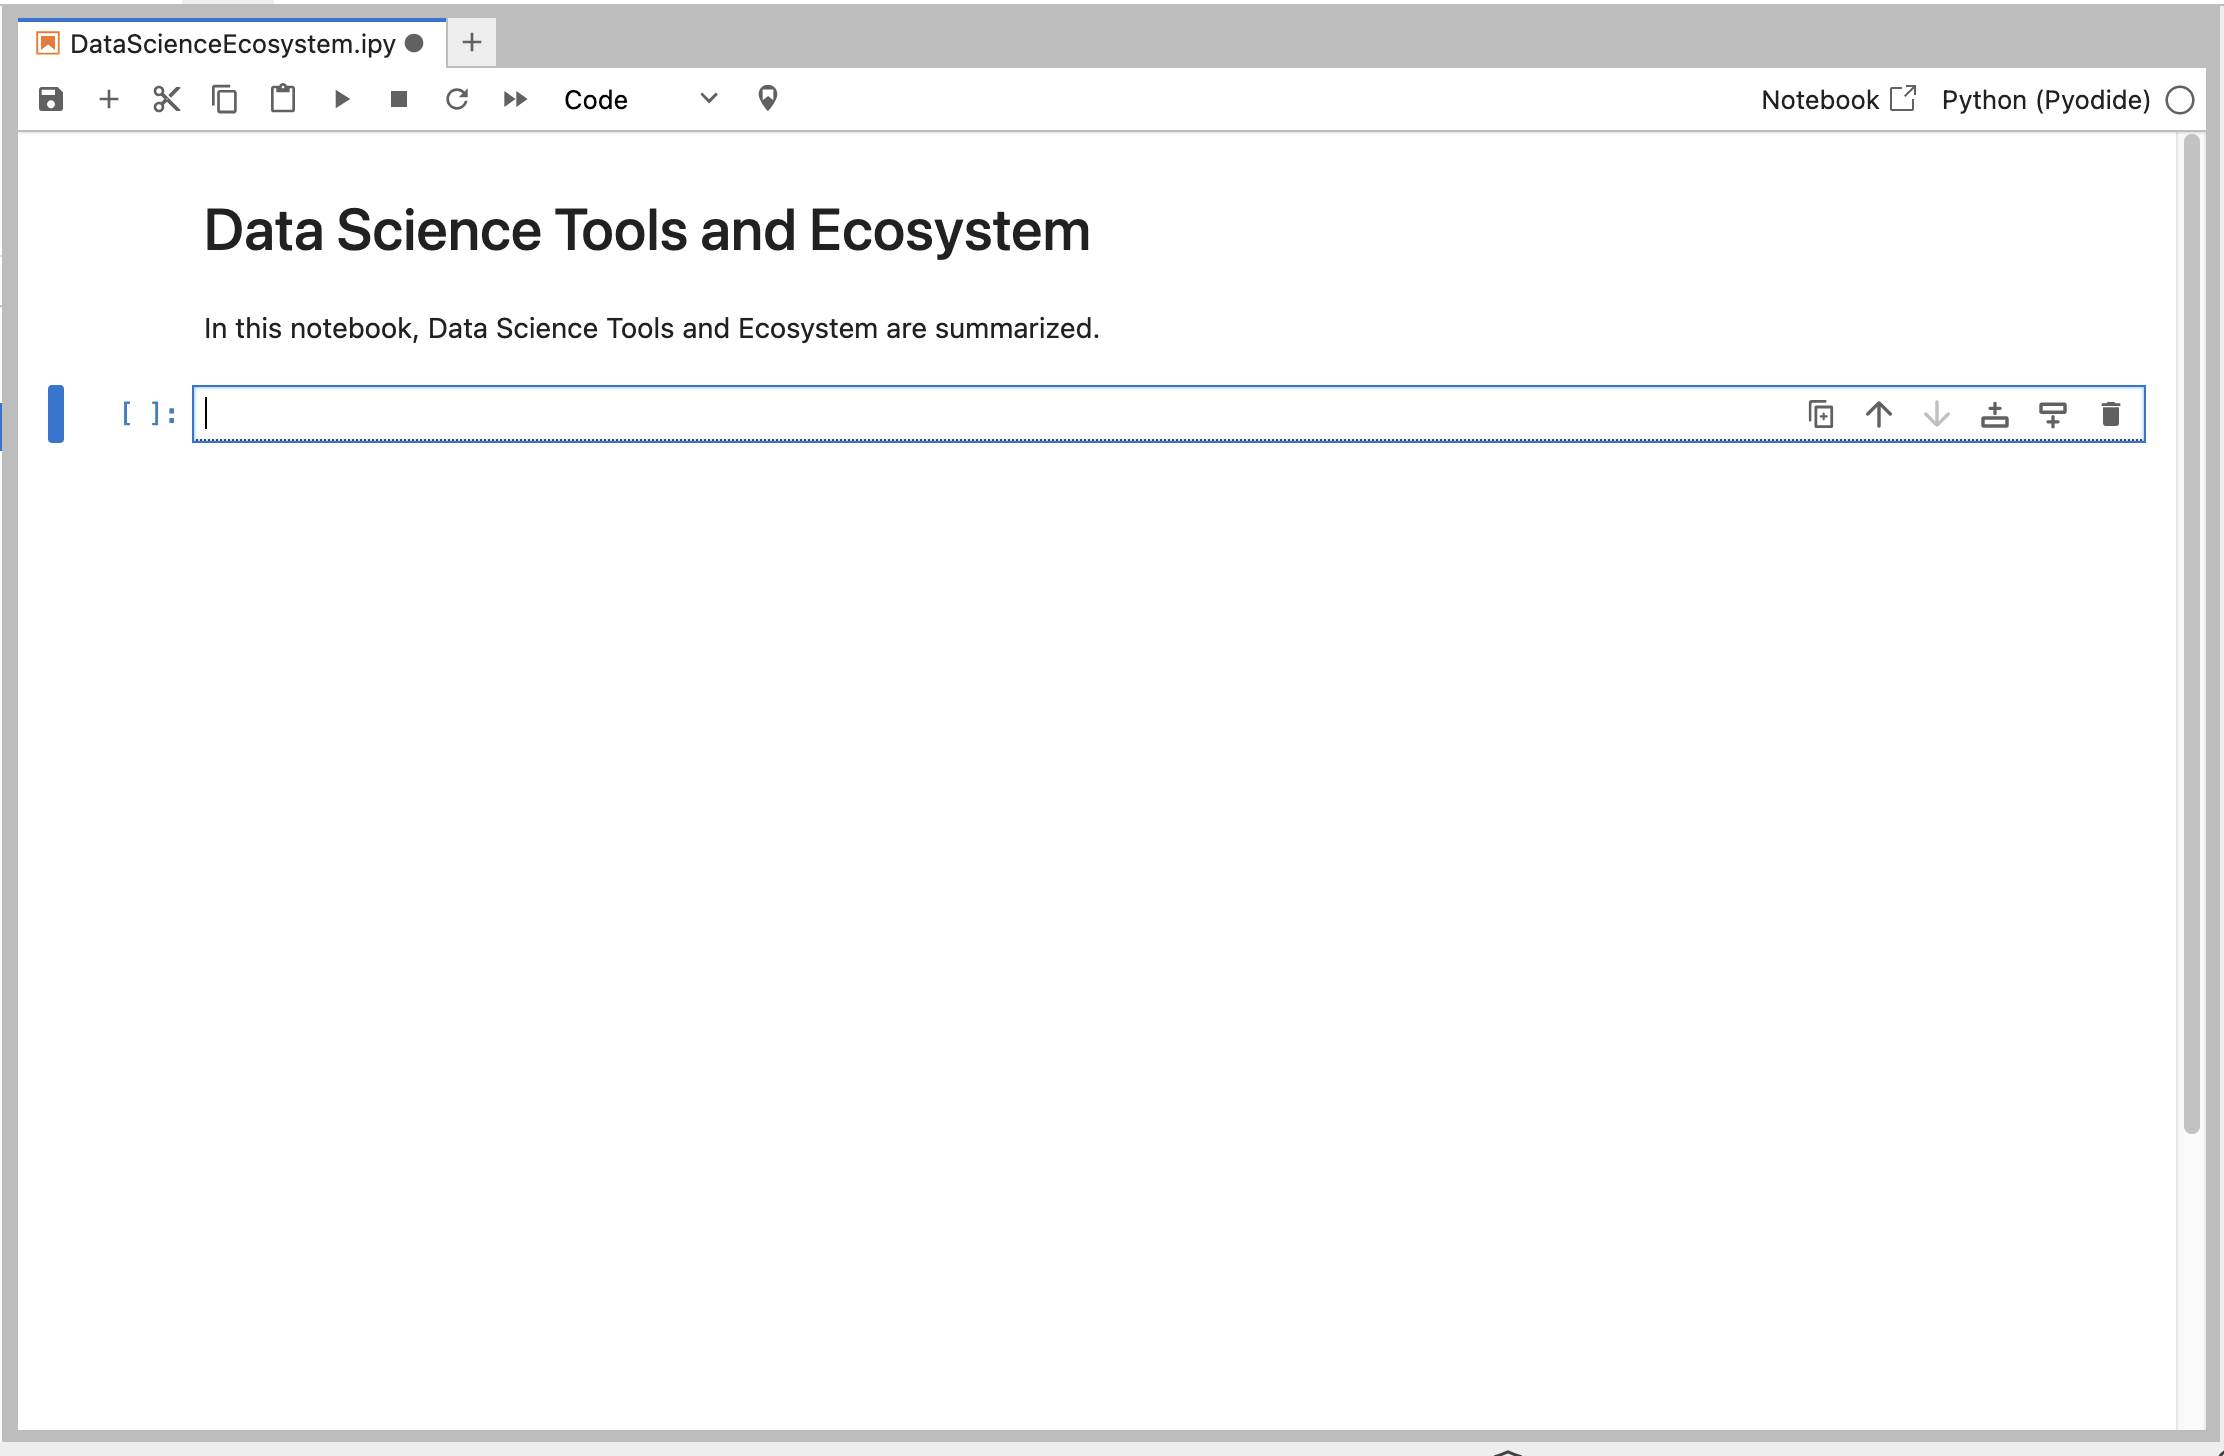 DataScienceEcosystem.ipy
Code
Notebook Python (Pyodide)
Data Science Tools and Ecosystem
In this notebook, Data Science Tools and Ecosystem are summarized.
[ ]: